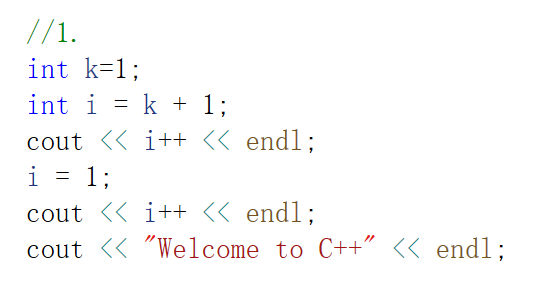 //1.
int k=1;
int i = k + 1;
cout << i++ << endl;
i = 1;
cout << i++ << endl;
cout << "Welcome to C++" << endl;